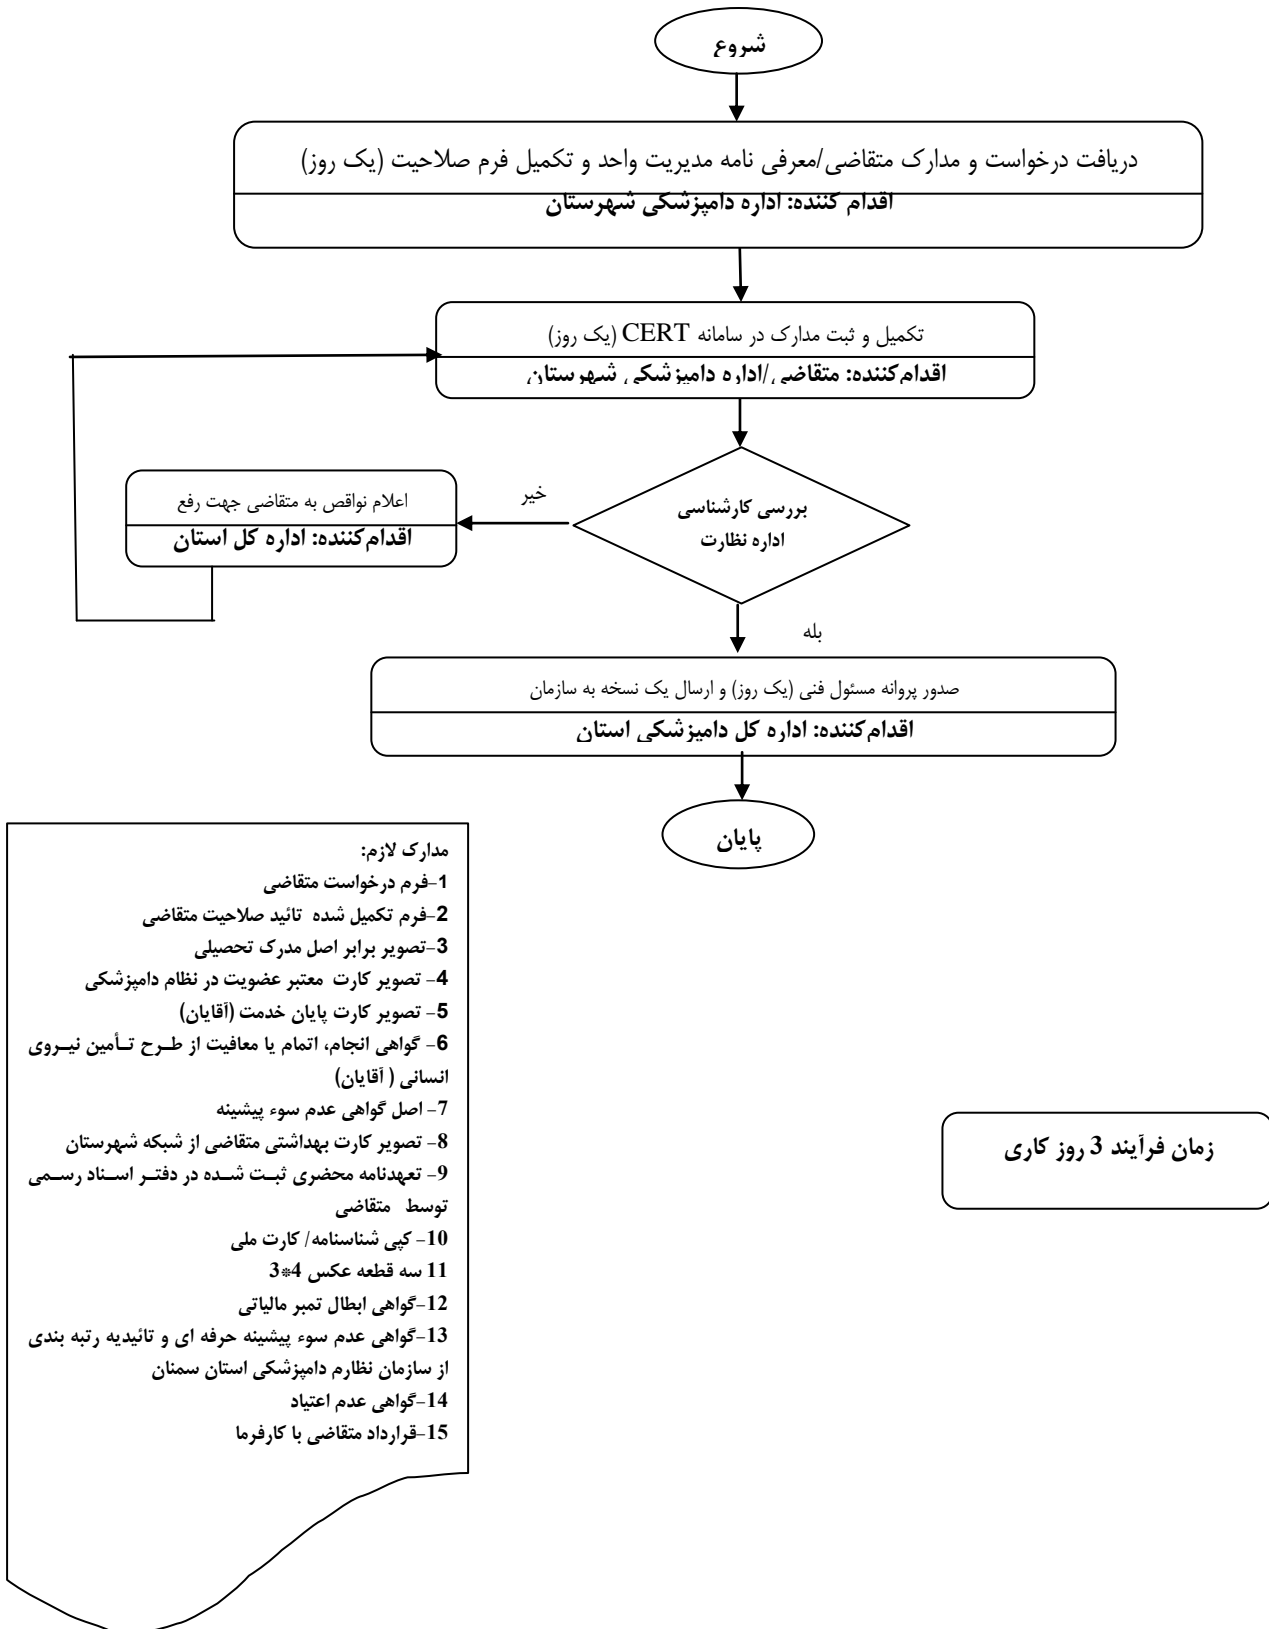 شروع
دریافت درخواست و مدارک متقاضی/معرفی نامه مدیریت واحد و تکمیل فرم صلاحیت (یک روز)
اقدام کننده: اداره دامپزشکی شهرستان
تکمیل و ثبت مدارک در سامانه CERT (یک روز)
اقدام‌کننده: متقاضی/اداره دامپزشکی شهرستان
بررسی کارشناسی
اداره نظارت
خیر
اعلام نواقص به متقاضی جهت رفع
اقدام‌کننده: اداره کل استان
بله
صدور پروانه مسئول فنی (یک روز) و ارسال یک نسخه به سازمان
اقدام‌کننده: اداره کل دامپزشکی استان
پایان
مدارک لازم:
1-فرم درخواست متقاضی
2-فرم تکمیل شده تائید صلاحیت متقاضی
3-تصویر برابر اصل مدرک تحصیلی
4- تصویر کارت معتبر عضویت در نظام دامپزشکی
5- تصویر کارت پایان خدمت (آقایان)
6- گواهی انجام، اتمام یا معافیت از طرح تأمین نیروی
انسانی ( آقایان)
7- اصل گواهی عدم سوء پیشینه
8- تصویر کارت بهداشتی متقاضی از شبکه شهرستان
9- تعهدنامه محضری ثبت شده در دفتر اسناد رسمی
توسط متقاضی
10- کپی شناسنامه/ کارت ملی
11 سه قطعه عکس 4*3
12-گواهی ابطال تمبر مالیاتی
13-گواهی عدم سوء پیشینه حرفه ای و تائیدیه رتبه بندی
از سازمان نظارم دامپزشکی استان سمنان
14-گواهی عدم اعتیاد
15-قرارداد متقاضی با کارفرما
زمان فرآیند 3 روز کاری